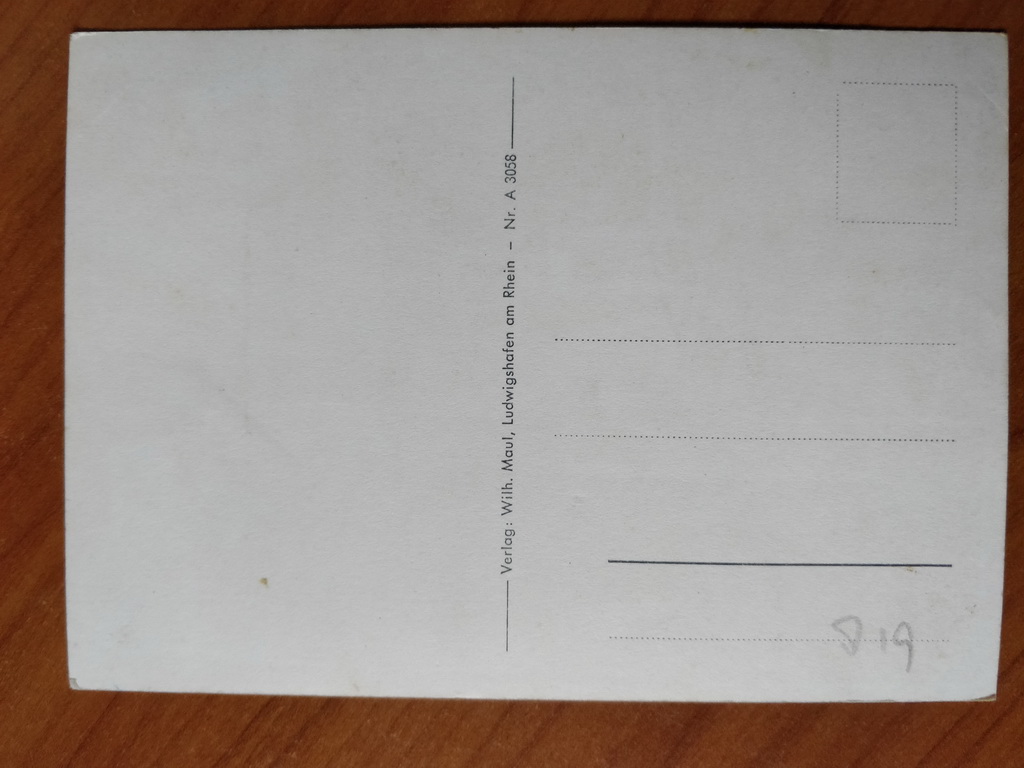 Verlag: Wilh. Maul, Ludwigshafen am Rhein – Nr. A 3058